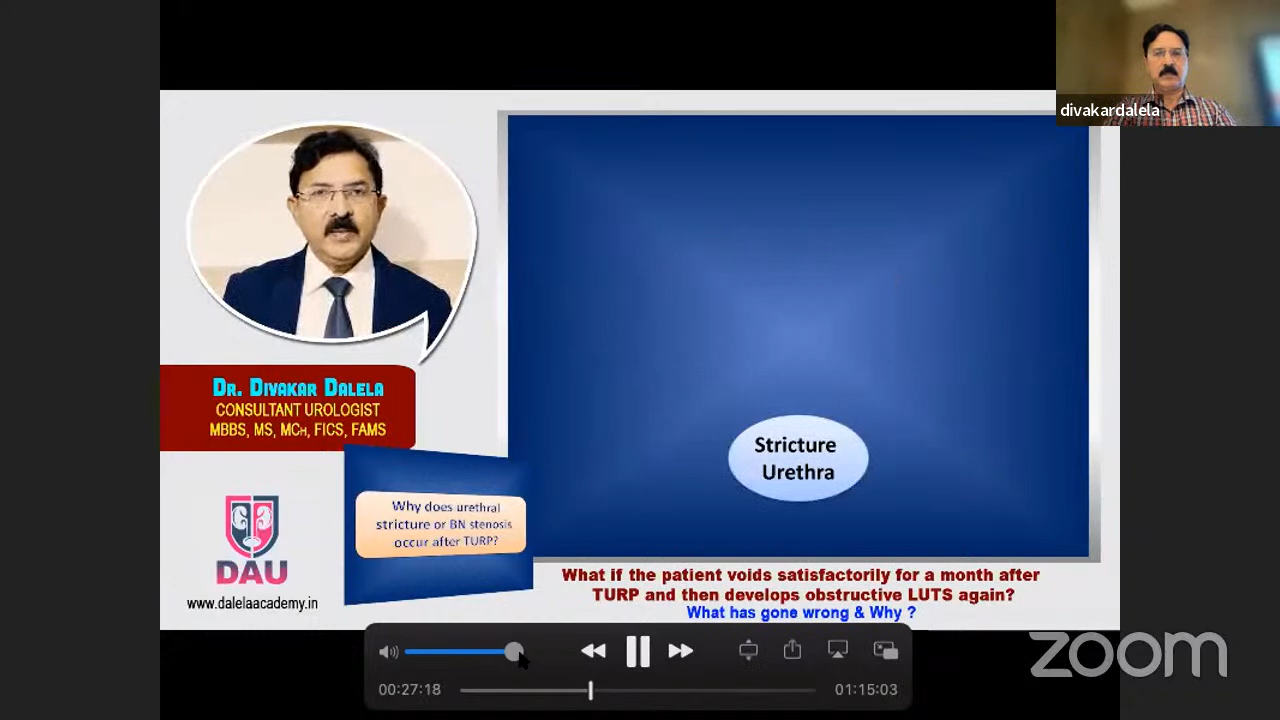 divakardalela
Dr. Divakar Dalela
CONSULTANT UROLOGIST
MBBS, MS, MCH, FICS, FAMS
Stricture
Urethra
Why does urethral
stricture or BN stenosis
occur after TURP?
DAU
www.dalelaacademy.in
What if the patient voids satisfactorily for a month after
TURP and then develops obstructive LUTS again?
What has gone wrong & Why ?
zoom
00:27:18
01:15:03